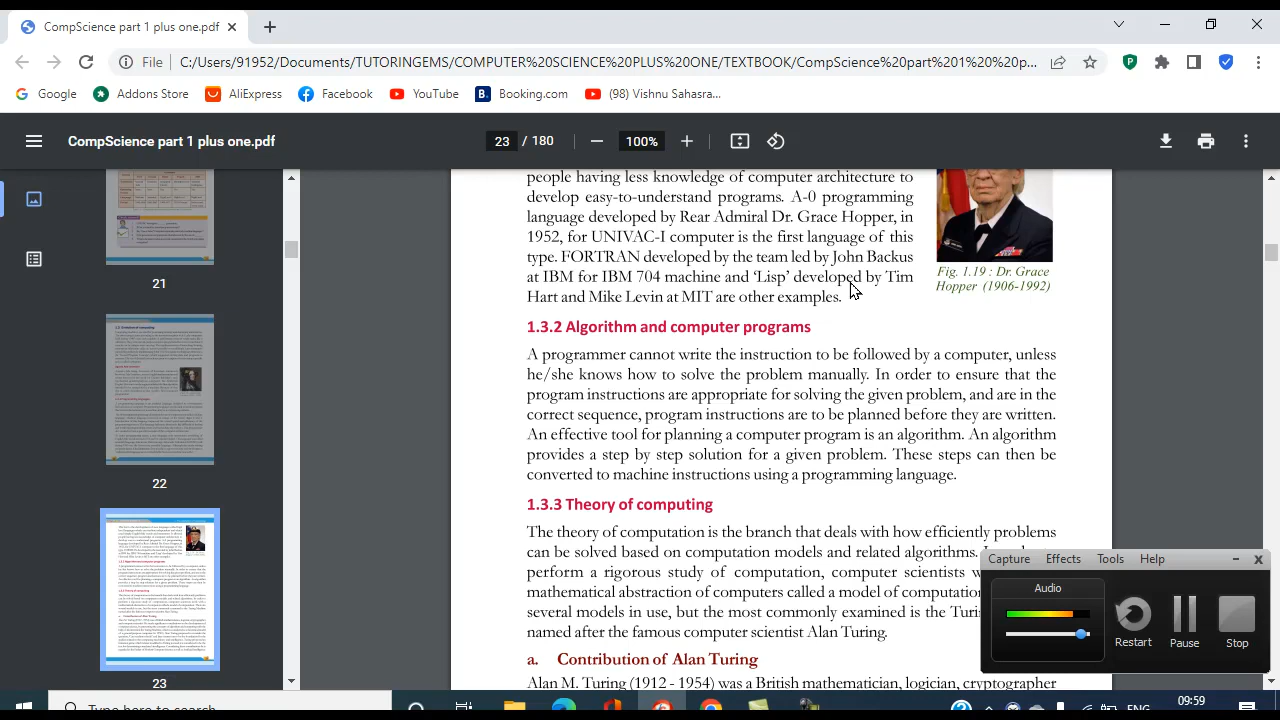 CompScience part 1 plus one.pdf
File
C:/Users/91952/Documents/TUTORINGEMS/COMPUTER%20SCIENCE%20PLUS%20ONE/TEXTBOOK/CompScience%20part%201%20%20p...
Google Addons Store AliExpress Facebook YouTube Booking.com (98) Vishnu Sahasra...
CompScience part 1 plus one.pdf 23 / 180 100%
21
22
23
people having less knowledge of computer architecture to
develop easy-to-understand programs. A-0 programming
language developed by Rear Admiral Dr. Grace Hopper, in
1952, for UNIVAC-I computer is the first language of this
type. FORTRAN developed by the team led by John Backus
at IBM for IBM 704 machine and ‘Lisp’ developed by Tim
Hart and Mike Levin at MIT are other examples.
Fig. 1.19 : Dr. Grace
Hopper (1906-1992)
1.3.2 Algorithm and computer programs
A programmer cannot write the instruction to be followed by a computer, unless
he/she knows how to solve the problem manually. In order to ensure that the
program instructions are appropriate for solving the given problem, and are in the
correct sequence, program instructions are to be planned before they are written.
An effective tool for planning a computer program is an algorithm. An algorithm
provides a step by step solution for a given problem. These steps can then be
converted to machine instructions using a programming language.
1.3.3 Theory of computing
Theory of computation is the branch that deals with how efficiently problems
can be solved based on computation models and related algorithms.
to perform a rigorous study of computation, computer scientists w
mathematical abstraction of computers called a model of computation
several models in use, but the most commonly used is the Turi
machine
famous computer scientist
a. Contribution of Alan Turing
Alan M. Turing (1912 - 1954) was a British mathematician, logician, cryptographer
Effects Tools Help
Audio
Restart Pause Stop
Type here to search
ENG
09:59